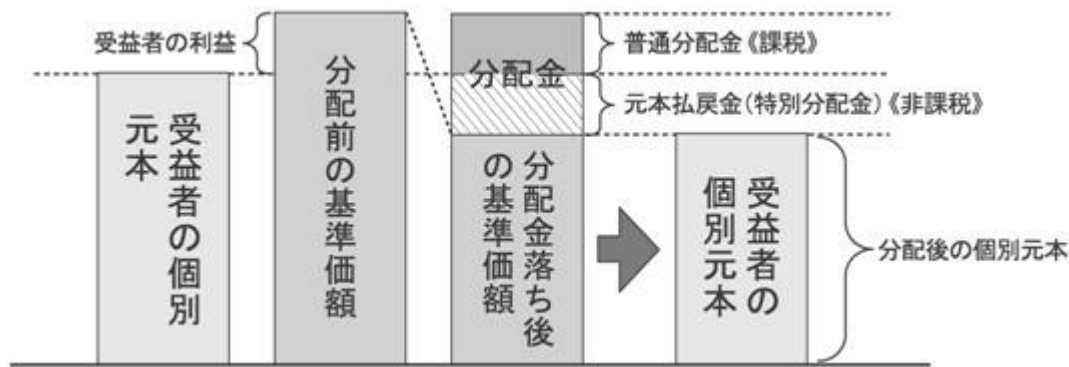 受益者の利益
受益者の個別
元本
分配前の基準価額
分配金
分配金落ち後
の基準価額
普通分配金《課税》
元本払戻金(特別分配金)《非課税》
受益者の
個別元本
分配後の個別元本